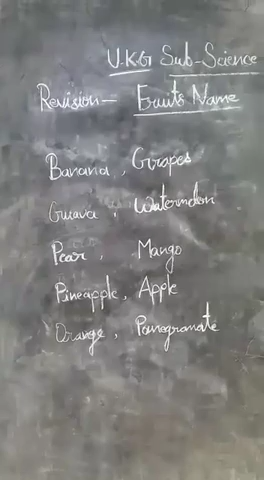 U.K.G Sub-Science
Revision- Fruits Name
Banana, Grapes
Guava, Watermelon
Pear, Mango
Pineapple, Apple
Orange, Pomegranate